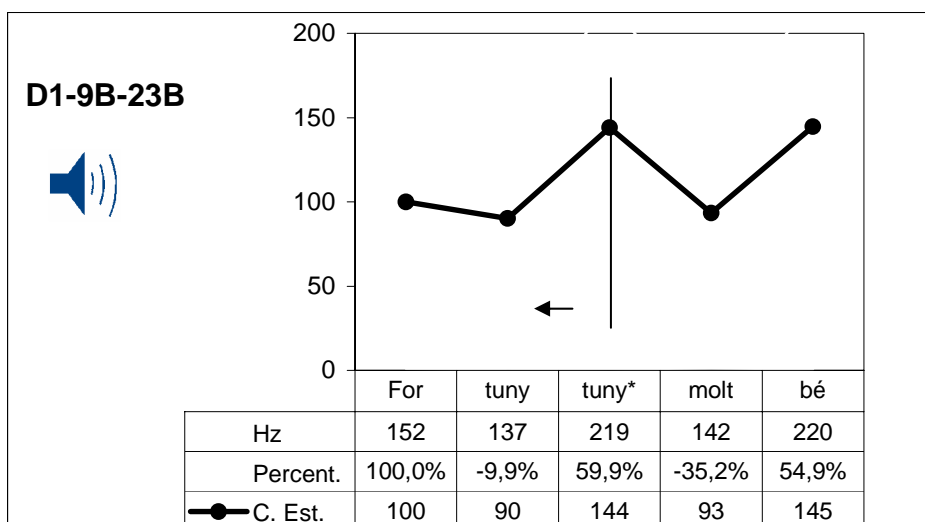 200
D1-9B-23B
150
100
50
0
For tuny tuny* molt bé
Hz 152 137 219 142 220
Percent. 100,0% -9,9% 59,9% -35,2% 54,9%
C. Est. 100 90 144 93 145